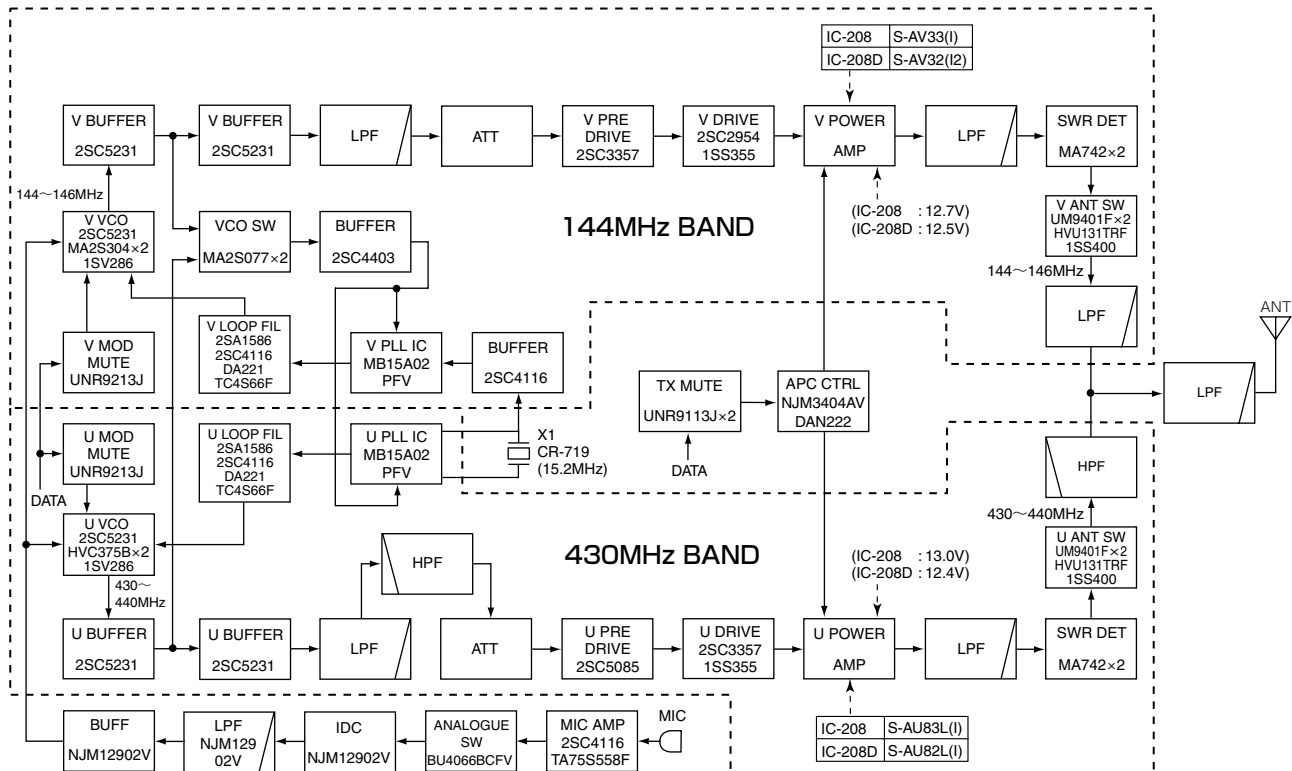 IC-208 S-AV33(I)
IC-208D S-AV32(I2)
V BUFFER
2SC5231
V BUFFER
2SC5231
LPF
ATT
V PRE
DRIVE
2SC3357
V DRIVE
2SC2954
1SS355
V POWER
AMP
LPF
SWR DET
MA742×2
144～146MHz
V VCO
2SC5231
MA2S304×2
1SV286
VCO SW
MA2S077×2
BUFFER
2SC4403
144MHz BAND
(IC-208 : 12.7V)
(IC-208D : 12.5V)
V ANT SW
UM9401F×2
HVU131TRF
1SS400
144～146MHz
LPF
ANT
V MOD
MUTE
UNR9213J
V LOOP FIL
2SA1586
2SC4116
DA221
TC4S66F
V PLL IC
MB15A02
PFV
BUFFER
2SC4116
TX MUTE
UNR9113J×2
APC CTRL
NJM3404AV
DAN222
LPF
DATA
U MOD
MUTE
UNR9213J
U LOOP FIL
2SA1586
2SC4116
DA221
TC4S66F
U PLL IC
MB15A02
PFV
X1
CR-719
(15.2MHz)
HPF
DATA
430～440MHz
U VCO
2SC5231
HVC375B×2
1SV286
430～
440MHz
HPF
430MHz BAND
(IC-208 : 13.0V)
(IC-208D : 12.4V)
U ANT SW
UM9401F×2
HVU131TRF
1SS400
U BUFFER
2SC5231
U BUFFER
2SC5231
LPF
ATT
U PRE
DRIVE
2SC5085
U DRIVE
2SC3357
1SS355
U POWER
AMP
LPF
SWR DET
MA742×2
BUFF
NJM12902V
LPF
NJM129
02V
IDC
NJM12902V
ANALOGUE
SW
BU4066BCFV
MIC AMP
2SC4116
TA75S558F
MIC
IC-208 S-AU83L(I)
IC-208D S-AU82L(I)